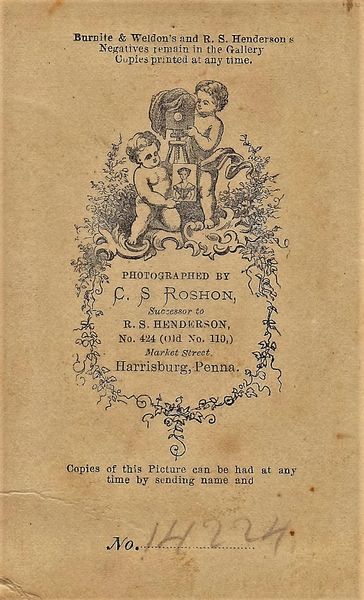 Burnite & Weldon's and R. S. Henderson's
Negatives remain in the Gallery
Copies printed at any time.
PHOTOGRAPHED BY
C. S. ROSHON,
Successor to
R. S. HENDERSON,
No. 424 (Old No. 110,)
Market Street.
Harrisburg, Penna.
Copies of this Picture can be had at any
time by sending name and
No. 14224